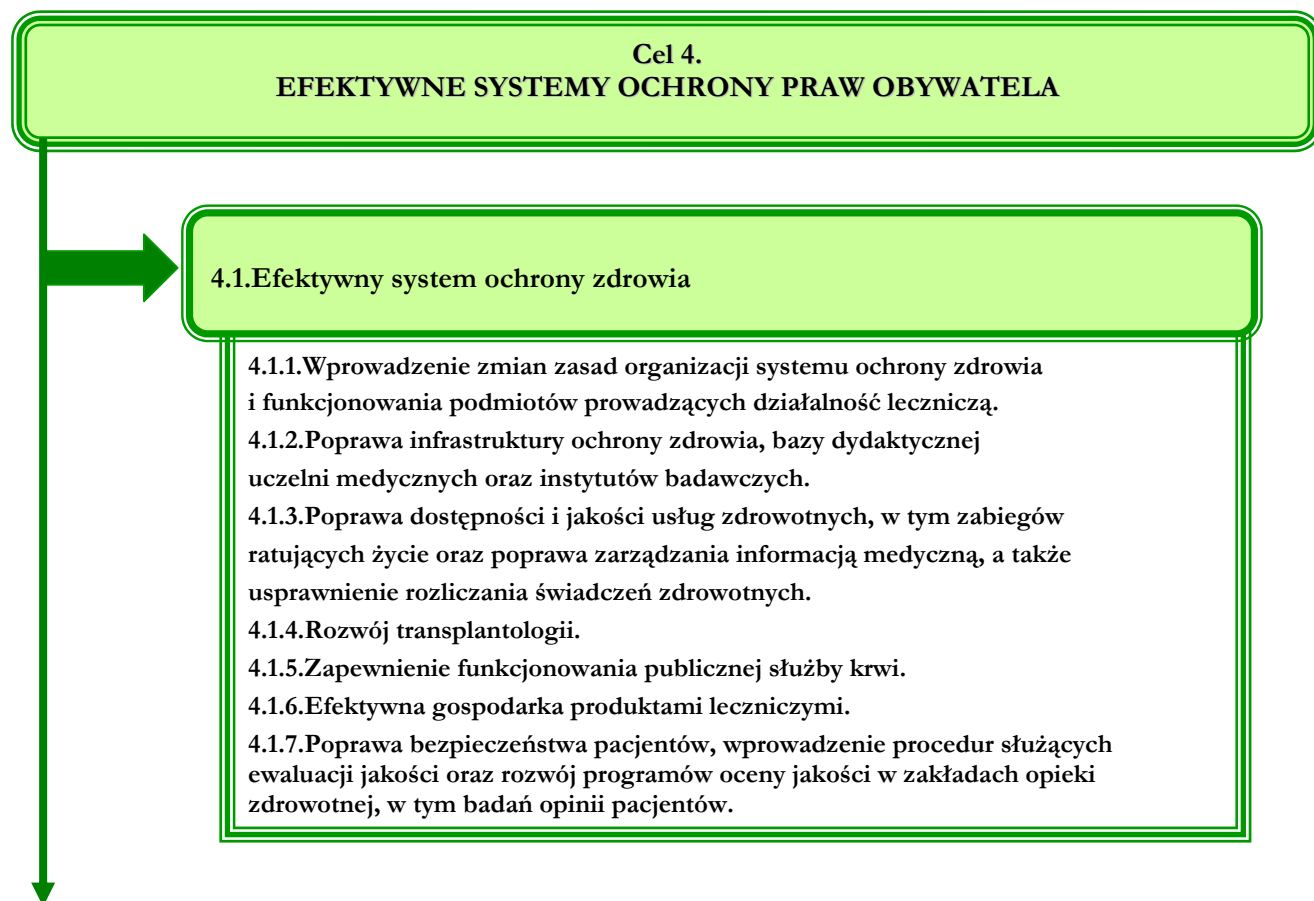 Cel 4.
EFEKTYWNE SYSTEMY OCHRONY PRAW OBYWATELA
4.1.Efektywny system ochrony zdrowia
4.1.1.Wprowadzenie zmian zasad organizacji systemu ochrony zdrowia
i funkcjonowania podmiotów prowadzących działalność leczniczą.
4.1.2.Poprawa infrastruktury ochrony zdrowia, bazy dydaktycznej
uczelni medycznych oraz instytutów badawczych.
4.1.3.Poprawa dostępności i jakości usług zdrowotnych, w tym zabiegów
ratujących życie oraz poprawa zarządzania informacją medyczną, a także
usprawnienie rozliczania świadczeń zdrowotnych.
4.1.4.Rozwój transplantologii.
4.1.5.Zapewnienie funkcjonowania publicznej służby krwi.
4.1.6.Efektywna gospodarka produktami leczniczymi.
4.1.7.Poprawa bezpieczeństwa pacjentów, wprowadzenie procedur służących
ewaluacji jakości oraz rozwój programów oceny jakości w zakładach opieki
zdrowotnej, w tym badań opinii pacjentów.